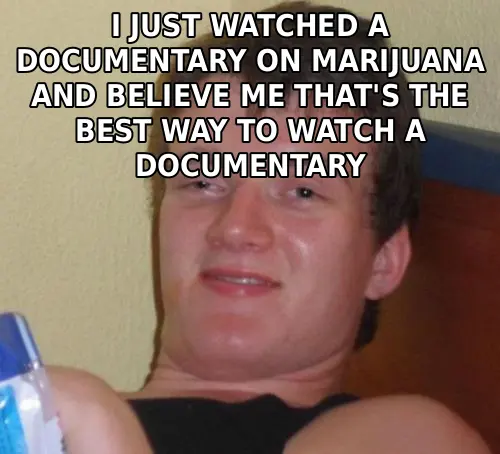 I JUST WATCHED A
DOCUMENTARY ON MARIJUANA
AND BELIEVE ME THAT'S THE
BEST WAY TO WATCH A
DOCUMENTARY